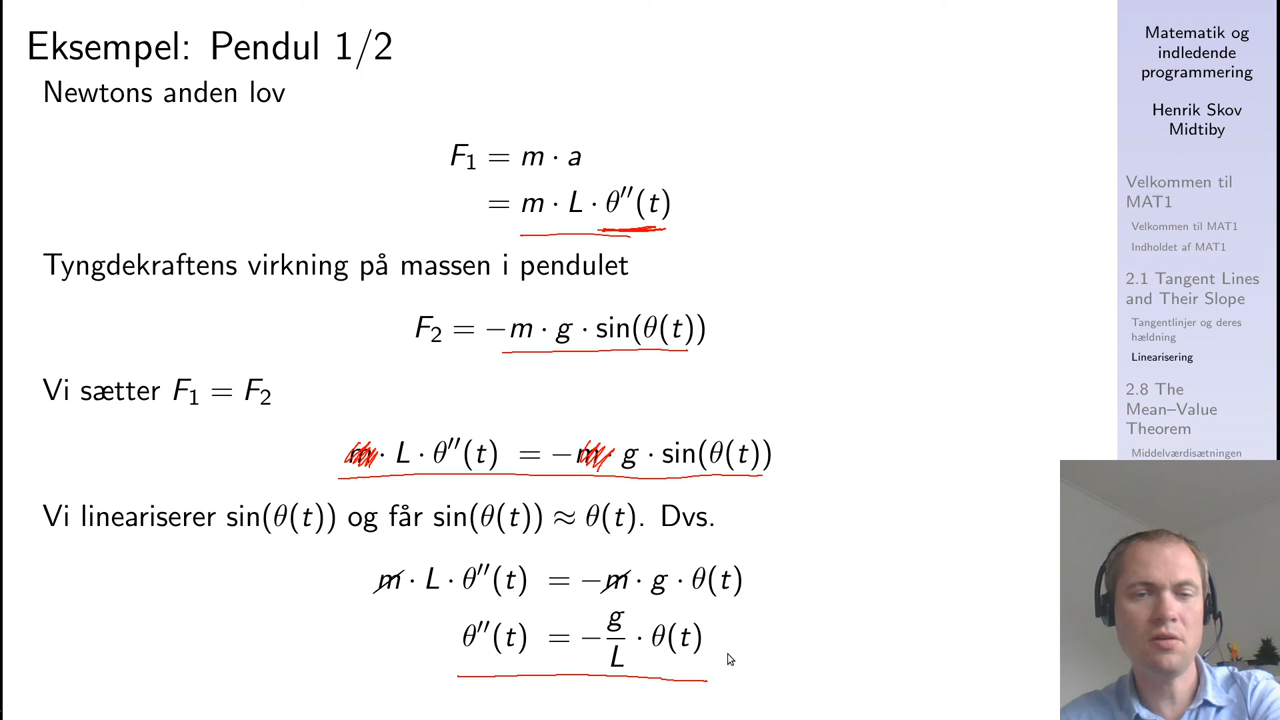 Eksempel: Pendul 1/2
Newtons anden lov
F₁ = m · a
= m · L · θ′′(t)
Tyngdekraftens virkning på massen i pendulet
F₂ = −m · g · sin(θ(t))
Vi sætter F₁ = F₂
m · L · θ′′(t) = −m · g · sin(θ(t))
Vi lineariserer sin(θ(t)) og får sin(θ(t)) ≈ θ(t). Dvs.
m · L · θ′′(t) = −m · g · θ(t)
θ′′(t) = −g/L · θ(t)
Matematik og
indledende
programmering
Henrik Skov
Midtiby
Velkommen til
MAT1
Velkommen til MAT1
Indholdet af MAT1
2.1 Tangent Lines
and Their Slope
Tangentlinjer og deres
hældning
Linearisering
2.8 The
Mean–Value
Theorem
Middelværdisætningen